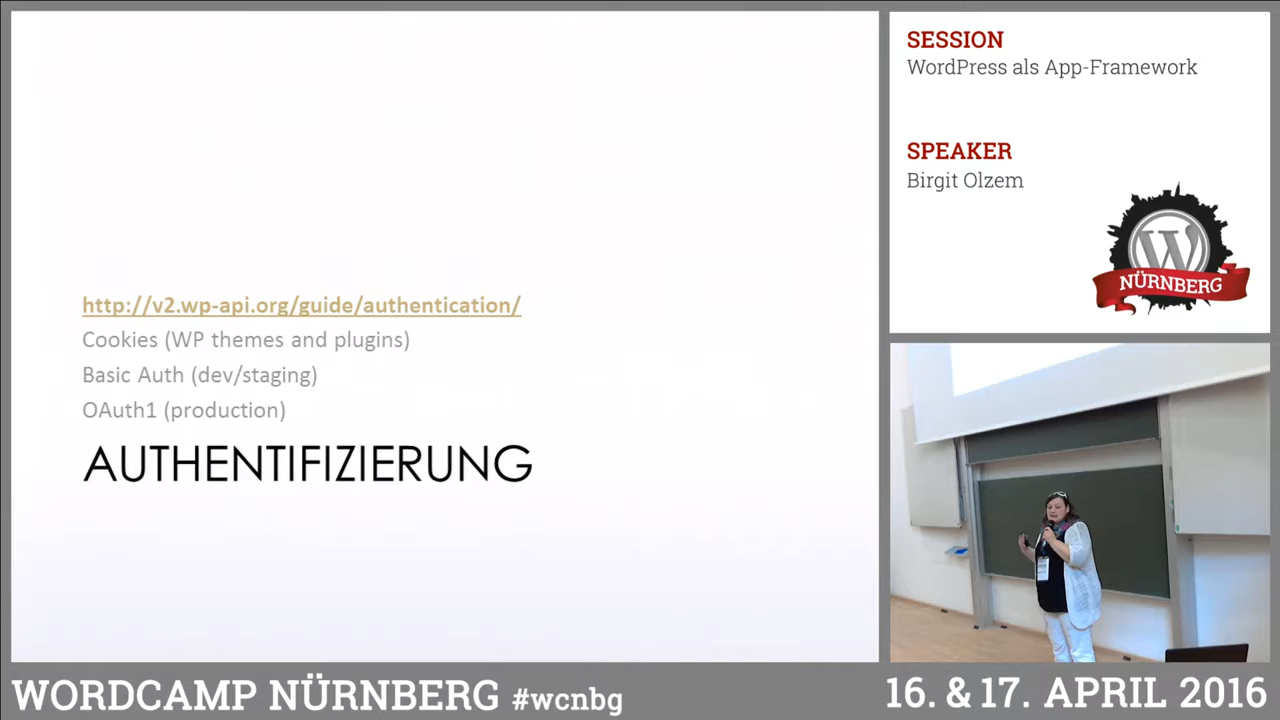 http://v2.wp-api.org/guide/authentication/
Cookies (WP themes and plugins)
Basic Auth (dev/staging)
OAuth1 (production)
AUTHENTIFIZIERUNG
SESSION
WordPress als App-Framework
SPEAKER
Birgit Olzem
W
NÜRNBERG
WORDCAMP NÜRNBERG #wcnbg
16. & 17. APRIL 2016